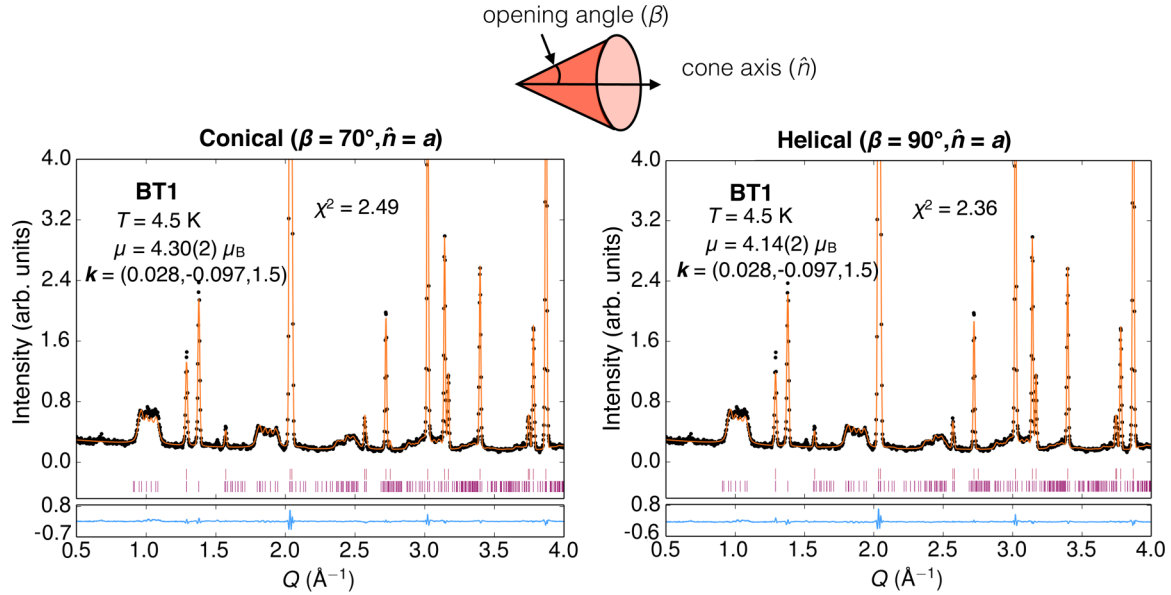 opening angle (β)
cone axis (n̂)
Conical (β = 70°, n̂ = a)
4.0
3.2
2.4
1.6
0.8
0.0
0.8
-0.7
Intensity (arb. units)
BT1
T = 4.5 K
μ = 4.30(2) μB
k = (0.028,-0.097,1.5)
χ² = 2.49
0.5 1.0 1.5 2.0 2.5 3.0 3.5 4.0
Q (Å⁻¹)
Helical (β = 90°, n̂ = a)
4.0
3.2
2.4
1.6
0.8
0.0
0.8
-0.6
Intensity (arb. units)
BT1
T = 4.5 K
μ = 4.14(2) μB
k = (0.028,-0.097,1.5)
χ² = 2.36
0.5 1.0 1.5 2.0 2.5 3.0 3.5 4.0
Q (Å⁻¹)